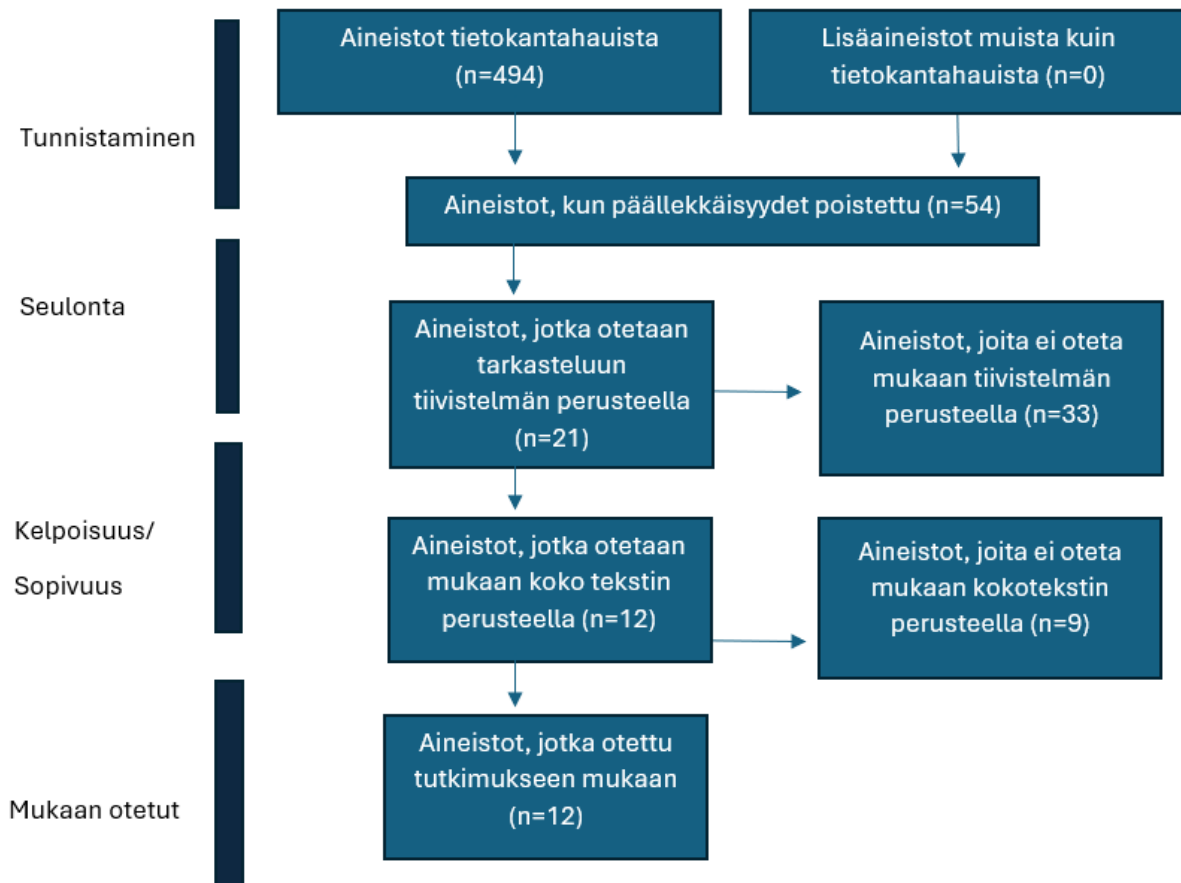 Aineistot tietokantahauista
(n=494)
Lisäaineistot muista kuin
tietokantahauista (n=0)
Tunnistaminen
Aineistot, kun päällekkäisyydet poistettu (n=54)
Seulonta
Aineistot, jotka otetaan
tarkasteluun
tiivistelmän perusteella
(n=21)
Aineistot, joita ei oteta
mukaan tiivistelmän
perusteella (n=33)
Kelpoisuus/
Sopivuus
Aineistot, jotka otetaan
mukaan koko tekstin
perusteella (n=12)
Aineistot, joita ei oteta
mukaan kokotekstin
perusteella (n=9)
Mukaan otetut
Aineistot, jotka otettu
tutkimukseen mukaan
(n=12)